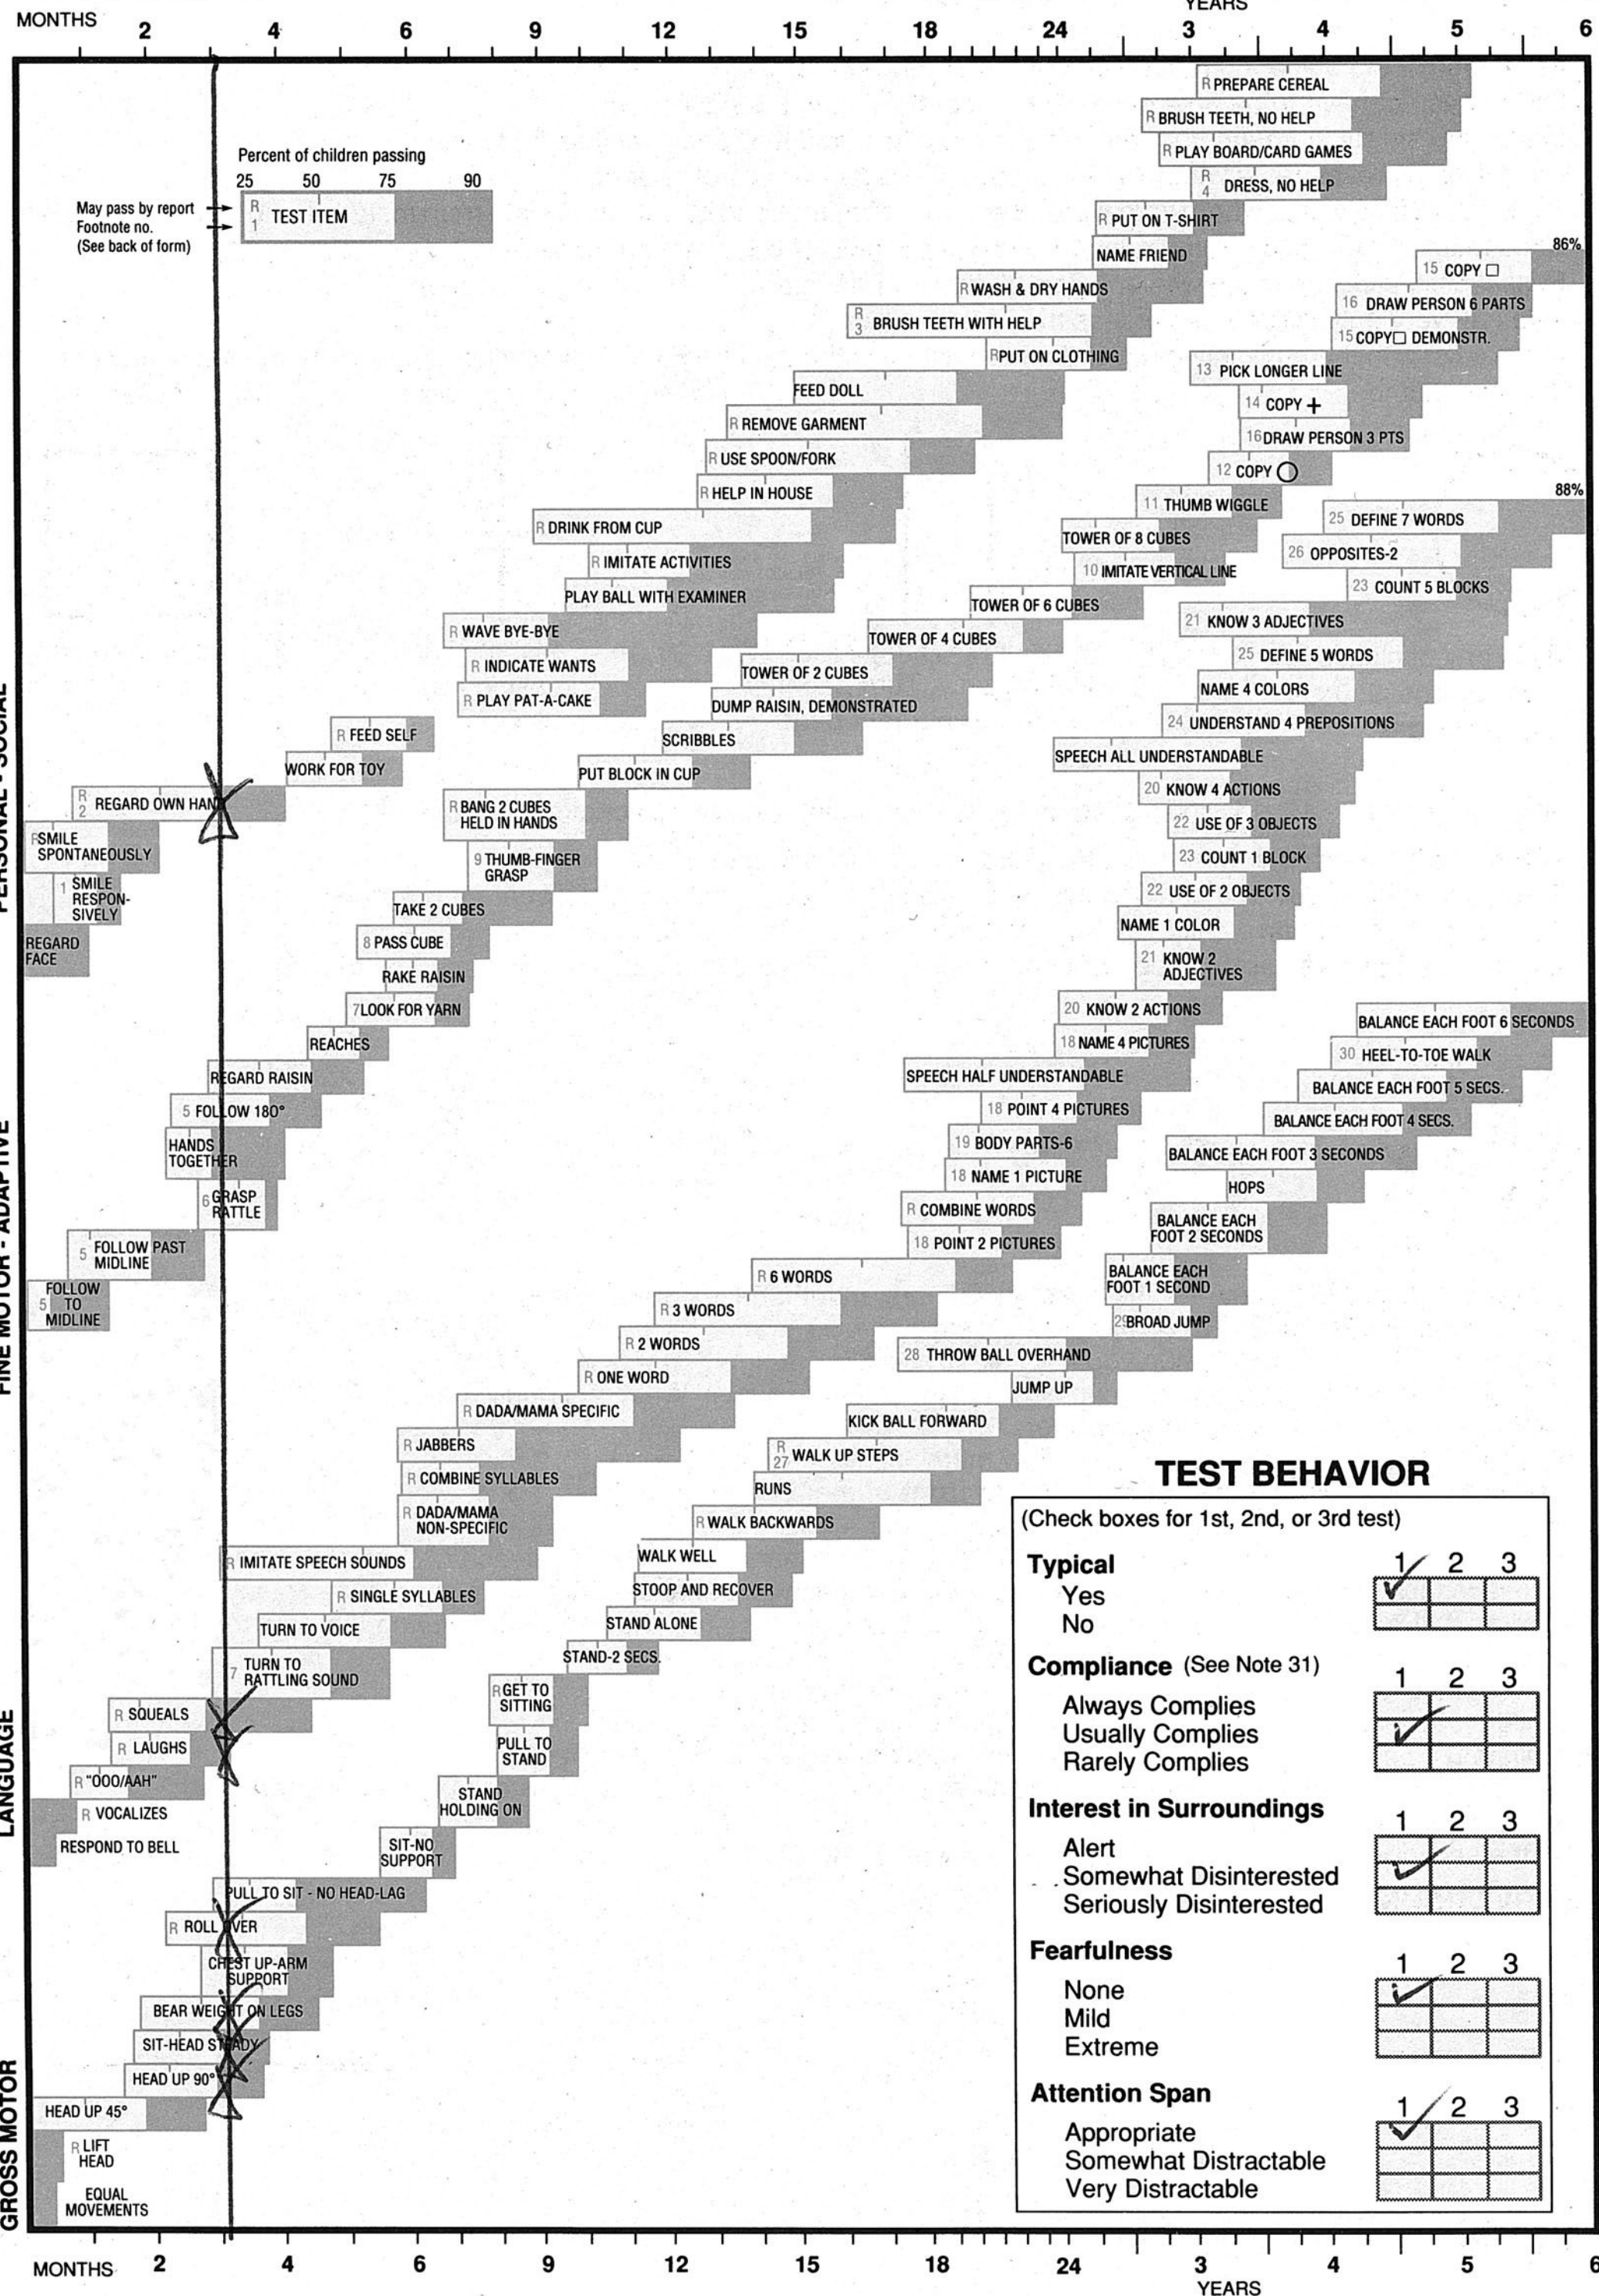 YEARS
MONTHS 2 4 6 9 12 15 18 24 3 4 5 6
R PREPARE CEREAL
R BRUSH TEETH, NO HELP
Percent of children passing
R PLAY BOARD/CARD GAMES
25 50 75 90
R 4 DRESS, NO HELP
May pass by report
Footnote no.
(See back of form)
R
1
TEST ITEM
R PUT ON T-SHIRT
NAME FRIEND
86%
15 COPY □
R WASH & DRY HANDS
16 DRAW PERSON 6 PARTS
R 3 BRUSH TEETH WITH HELP
15 COPY □ DEMONSTR.
R PUT ON CLOTHING
13 PICK LONGER LINE
FEED DOLL
14 COPY +
R REMOVE GARMENT
16 DRAW PERSON 3 PTS
R USE SPOON/FORK
12 COPY ○
R HELP IN HOUSE
88%
11 THUMB WIGGLE
25 DEFINE 7 WORDS
R DRINK FROM CUP
TOWER OF 8 CUBES
26 OPPOSITES-2
R IMITATE ACTIVITIES
10 IMITATE VERTICAL LINE
23 COUNT 5 BLOCKS
PLAY BALL WITH EXAMINER
TOWER OF 6 CUBES
21 KNOW 3 ADJECTIVES
R WAVE BYE-BYE
TOWER OF 4 CUBES
25 DEFINE 5 WORDS
R INDICATE WANTS
TOWER OF 2 CUBES
NAME 4 COLORS
R PLAY PAT-A-CAKE
DUMP RAISIN, DEMONSTRATED
24 UNDERSTAND 4 PREPOSITIONS
PERSONAL - SOCIAL
R FEED SELF
SCRIBBLES
SPEECH ALL UNDERSTANDABLE
WORK FOR TOY
PUT BLOCK IN CUP
20 KNOW 4 ACTIONS
R 2 REGARD OWN HAND
R BANG 2 CUBES
HELD IN HANDS
22 USE OF 3 OBJECTS
R SMILE
SPONTANEOUSLY
9 THUMB-FINGER
GRASP
23 COUNT 1 BLOCK
1 SMILE
RESPON-
SIVELY
22 USE OF 2 OBJECTS
TAKE 2 CUBES
NAME 1 COLOR
REGARD
FACE
8 PASS CUBE
21 KNOW 2
ADJECTIVES
RAKE RAISIN
7 LOOK FOR YARN
20 KNOW 2 ACTIONS
BALANCE EACH FOOT 6 SECONDS
REACHES
18 NAME 4 PICTURES
30 HEEL-TO-TOE WALK
REGARD RAISIN
SPEECH HALF UNDERSTANDABLE
BALANCE EACH FOOT 5 SECS.
FINE MOTOR - ADAPTIVE
5 FOLLOW 180°
18 POINT 4 PICTURES
BALANCE EACH FOOT 4 SECS.
HANDS
TOGETHER
19 BODY PARTS-6
BALANCE EACH FOOT 3 SECONDS
18 NAME 1 PICTURE
HOPS
6 GRASP
RATTLE
R COMBINE WORDS
BALANCE EACH
FOOT 2 SECONDS
5 FOLLOW PAST
MIDLINE
18 POINT 2 PICTURES
R 6 WORDS
BALANCE EACH
FOOT 1 SECOND
5 FOLLOW
TO
MIDLINE
R 3 WORDS
29 BROAD JUMP
R 2 WORDS
28 THROW BALL OVERHAND
R ONE WORD
JUMP UP
R DADA/MAMA SPECIFIC
KICK BALL FORWARD
R JABBERS
R 27 WALK UP STEPS
R COMBINE SYLLABLES
RUNS
R DADA/MAMA
NON-SPECIFIC
R WALK BACKWARDS
R IMITATE SPEECH SOUNDS
WALK WELL
R SINGLE SYLLABLES
STOOP AND RECOVER
TURN TO VOICE
STAND ALONE
7 TURN TO
RATTLING SOUND
STAND-2 SECS.
LANGUAGE
R SQUEALS
R GET TO
SITTING
R LAUGHS
PULL TO
STAND
R "OOO/AAH"
STAND
HOLDING ON
R VOCALIZES
RESPOND TO BELL
SIT-NO
SUPPORT
PULL TO SIT - NO HEAD-LAG
R ROLL OVER
CHEST UP-ARM
SUPPORT
BEAR WEIGHT ON LEGS
SIT-HEAD STEADY
HEAD UP 90°
GROSS MOTOR
HEAD UP 45°
R LIFT
HEAD
EQUAL
MOVEMENTS
TEST BEHAVIOR
(Check boxes for 1st, 2nd, or 3rd test)
Typical 1 2 3
Yes
No
Compliance (See Note 31) 1 2 3
Always Complies
Usually Complies
Rarely Complies
Interest in Surroundings 1 2 3
Alert
Somewhat Disinterested
Seriously Disinterested
Fearfulness 1 2 3
None
Mild
Extreme
Attention Span 1 2 3
Appropriate
Somewhat Distractable
Very Distractable
MONTHS 2 4 6 9 12 15 18 24 3 4 5 6
YEARS